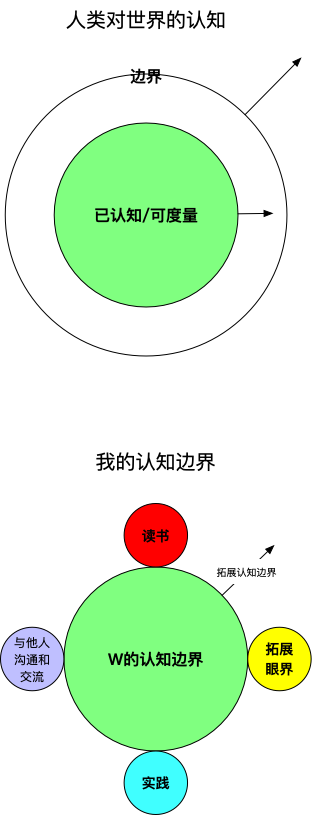 人类对世界的认知
边界
已认知/可度量
我的认知边界
读书
拓展认知边界
与他人
沟通和
交流
W的认知边界
拓展
眼界
实践